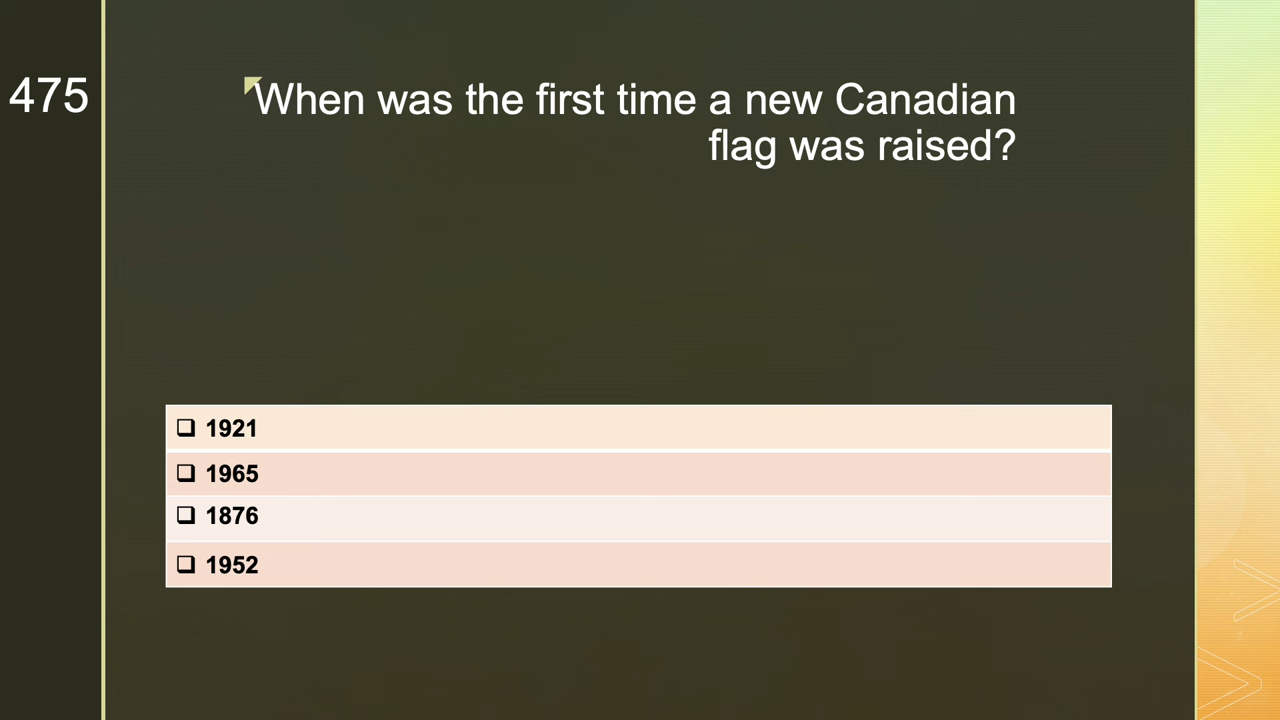 475
When was the first time a new Canadian
flag was raised?
❑ 1921
❑ 1965
❑ 1876
❑ 1952